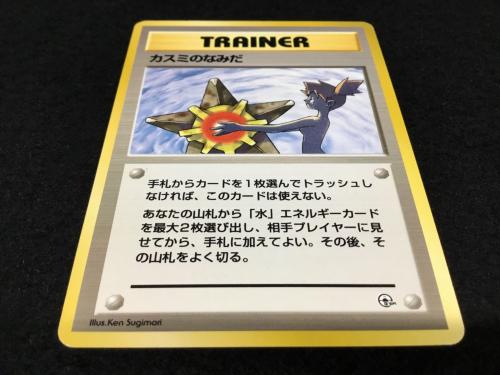 TRAINER
カスミのなみだ
手札からカードを1枚選んでトラッシュし
なければ、このカードは使えない。
あなたの山札から「水」エネルギーカード
を最大2枚選び出し、相手プレイヤーに見
せてから、手札に加えてよい。その後、そ
の山札をよく切る。
Illus.Ken Sugimori